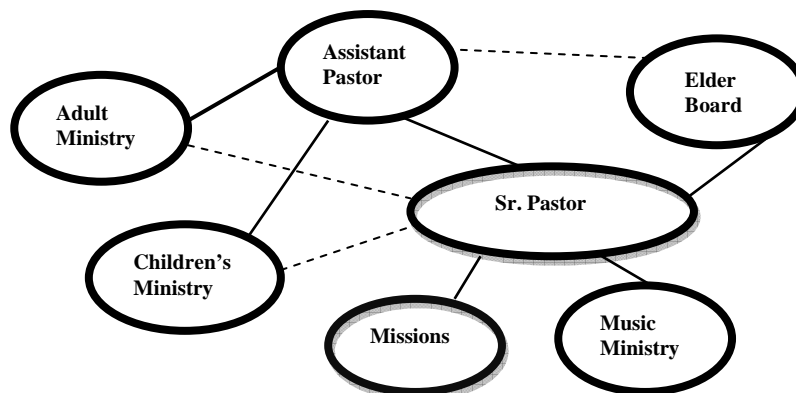 Assistant
Pastor
Elder
Board
Adult
Ministry
Sr. Pastor
Children’s
Ministry
Missions
Music
Ministry